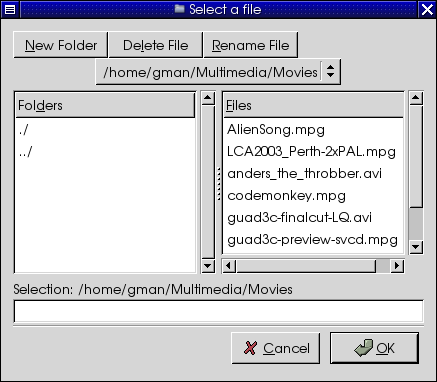 Select a file
New Folder Delete File Rename File
/home/gman/Multimedia/Movies
Folders
./
../
Files
AlienSong.mpg
LCA2003_Perth-2xPAL.mpg
anders_the_throbber.avi
codemonkey.mpg
guad3c-finalcut-LQ.avi
guad3c-preview-svcd.mpg
Selection: /home/gman/Multimedia/Movies
Cancel OK